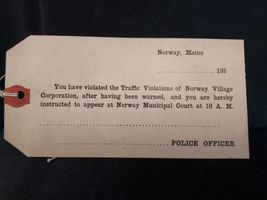 Norway, Maine
........................ 193
You have violated the Traffic Violations of Norway Village
Corporation, after having been warned, and you are hereby
instructed to appear at Norway Municipal Court at 10 A. M.
........................................................................
............................................ POLICE OFFICER